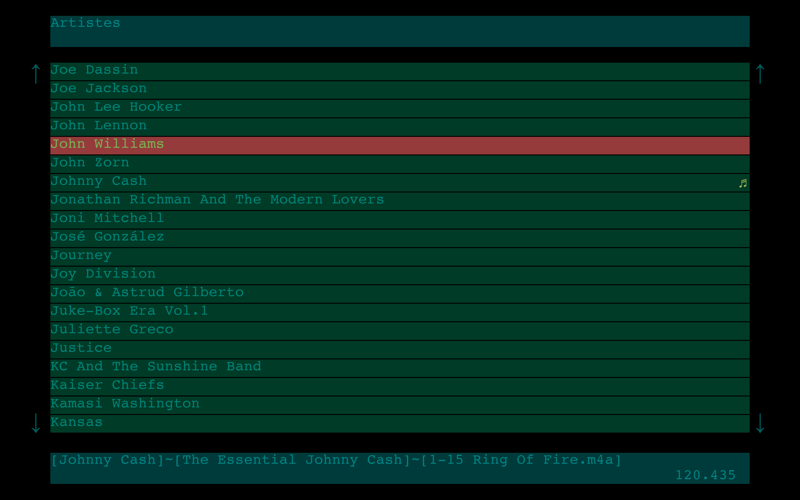 Artistes
Joe Dassin
Joe Jackson
John Lee Hooker
John Lennon
John Williams
John Zorn
Johnny Cash
Jonathan Richman And The Modern Lovers
Joni Mitchell
José González
Journey
Joy Division
João & Astrud Gilberto
Juke-Box Era Vol.1
Juliette Greco
Justice
KC And The Sunshine Band
Kaiser Chiefs
Kamasi Washington
Kansas
[Johnny Cash]~[The Essential Johnny Cash]~[1-15 Ring Of Fire.m4a]
120.435